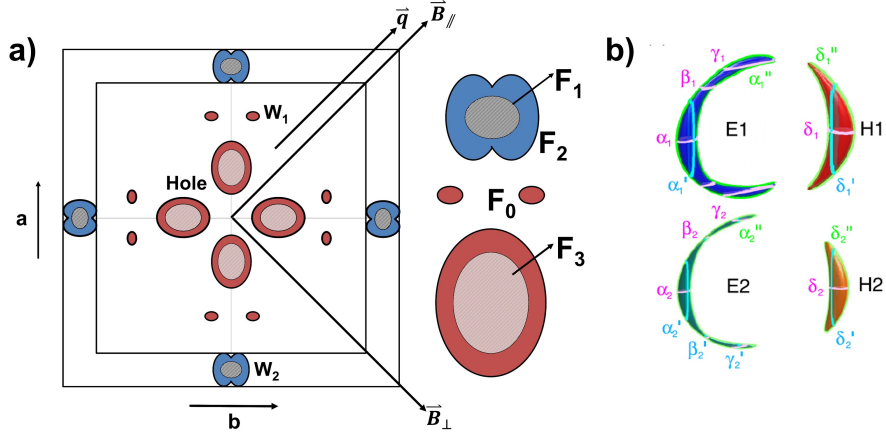 a)
q⃗
B⃗//
W₁
Hole
a
W₂
b
B⃗⊥
F₁
F₂
F₀
F₃
b)
γ₁
β₁
α₁''
α₁
E1
α₁'
δ₁''
δ₁
H1
δ₁'
γ₂
β₂
α₂''
α₂
E2
α₂'
β₂'
γ₂'
δ₂''
δ₂
H2
δ₂'